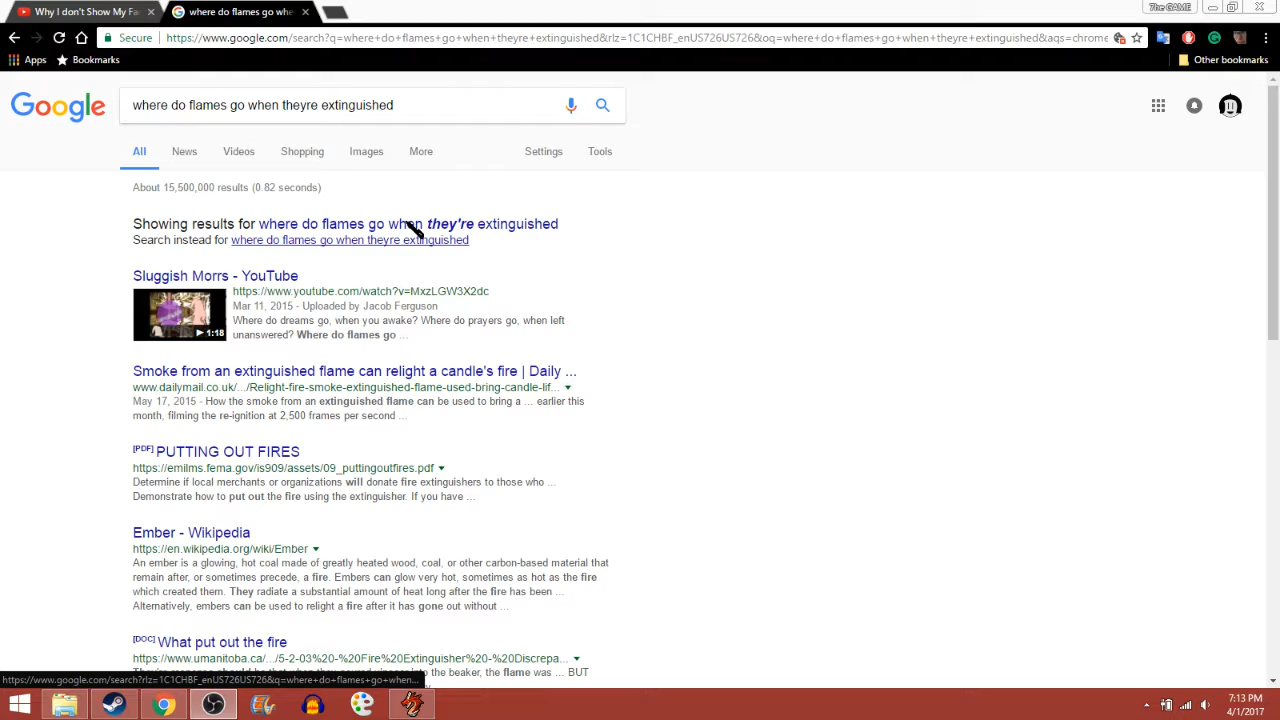 Why I don't Show My Fa
where do flames go whe
7he GAME
Secure
https://www.google.com/search?q=where+do+flames+go+when+theyre+extinguished&rlz=1C1CHBF_enUS726US726&oq=where+do+flames+go+when+theyre+extinguished&aqs=chrome
Apps
Bookmarks
Other bookmarks
Google
where do flames go when theyre extinguished
All
News
Videos
Shopping
Images
More
Settings
Tools
About 15,500,000 results (0.82 seconds)
Showing results for where do flames go when they're extinguished
Search instead for where do flames go when theyre extinguished
Sluggish Morrs - YouTube
https://www.youtube.com/watch?v=MxzLGW3X2dc
Mar 11, 2015 - Uploaded by Jacob Ferguson
Where do dreams go, when you awake? Where do prayers go, when left
unanswered? Where do flames go ...
1:18
Smoke from an extinguished flame can relight a candle's fire | Daily ...
www.dailymail.co.uk/.../Relight-fire-smoke-extinguished-flame-used-bring-candle-lif...
May 17, 2015 - How the smoke from an extinguished flame can be used to bring a ... earlier this
month, filming the re-ignition at 2,500 frames per second ...
[PDF] PUTTING OUT FIRES
https://emilms.fema.gov/is909/assets/09_puttingoutfires.pdf
Determine if local merchants or organizations will donate fire extinguishers to those who ...
Demonstrate how to put out the fire using the extinguisher. If you have ...
Ember - Wikipedia
https://en.wikipedia.org/wiki/Ember
An ember is a glowing, hot coal made of greatly heated wood, coal, or other carbon-based material that
remain after, or sometimes precede, a fire. Embers can glow very hot, sometimes as hot as the fire
which created them. They radiate a substantial amount of heat long after the fire has been ...
Alternatively, embers can be used to relight a fire after it has gone out without ...
[DOC] What put out the fire
https://www.umanitoba.ca/.../5-2-03%20-%20Fire%20Extinguisher%20-%20Discrepa...
the beaker, the flame was ... BUT
https://www.google.com/search?rlz=1C1CHBF_enUS726US726&q=where+do+flames+go+when...
7:13 PM
4/1/2017